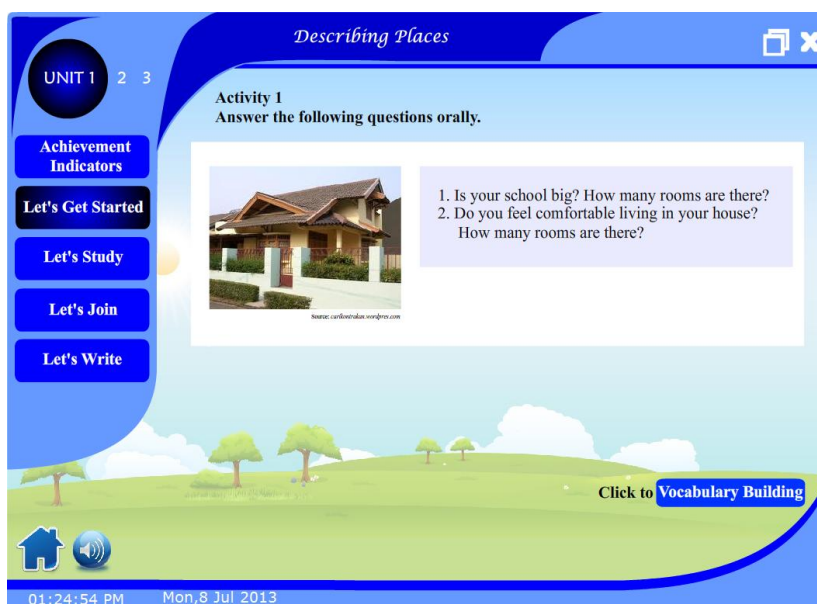 Describing Places
UNIT 1 2 3
Activity 1
Answer the following questions orally.
Achievement
Indicators
Let's Get Started
Let's Study
Let's Join
Let's Write
1. Is your school big? How many rooms are there?
2. Do you feel comfortable living in your house?
How many rooms are there?
Source:
Click to Vocabulary Building
01:24:54 PM Mon,8 Jul 2013